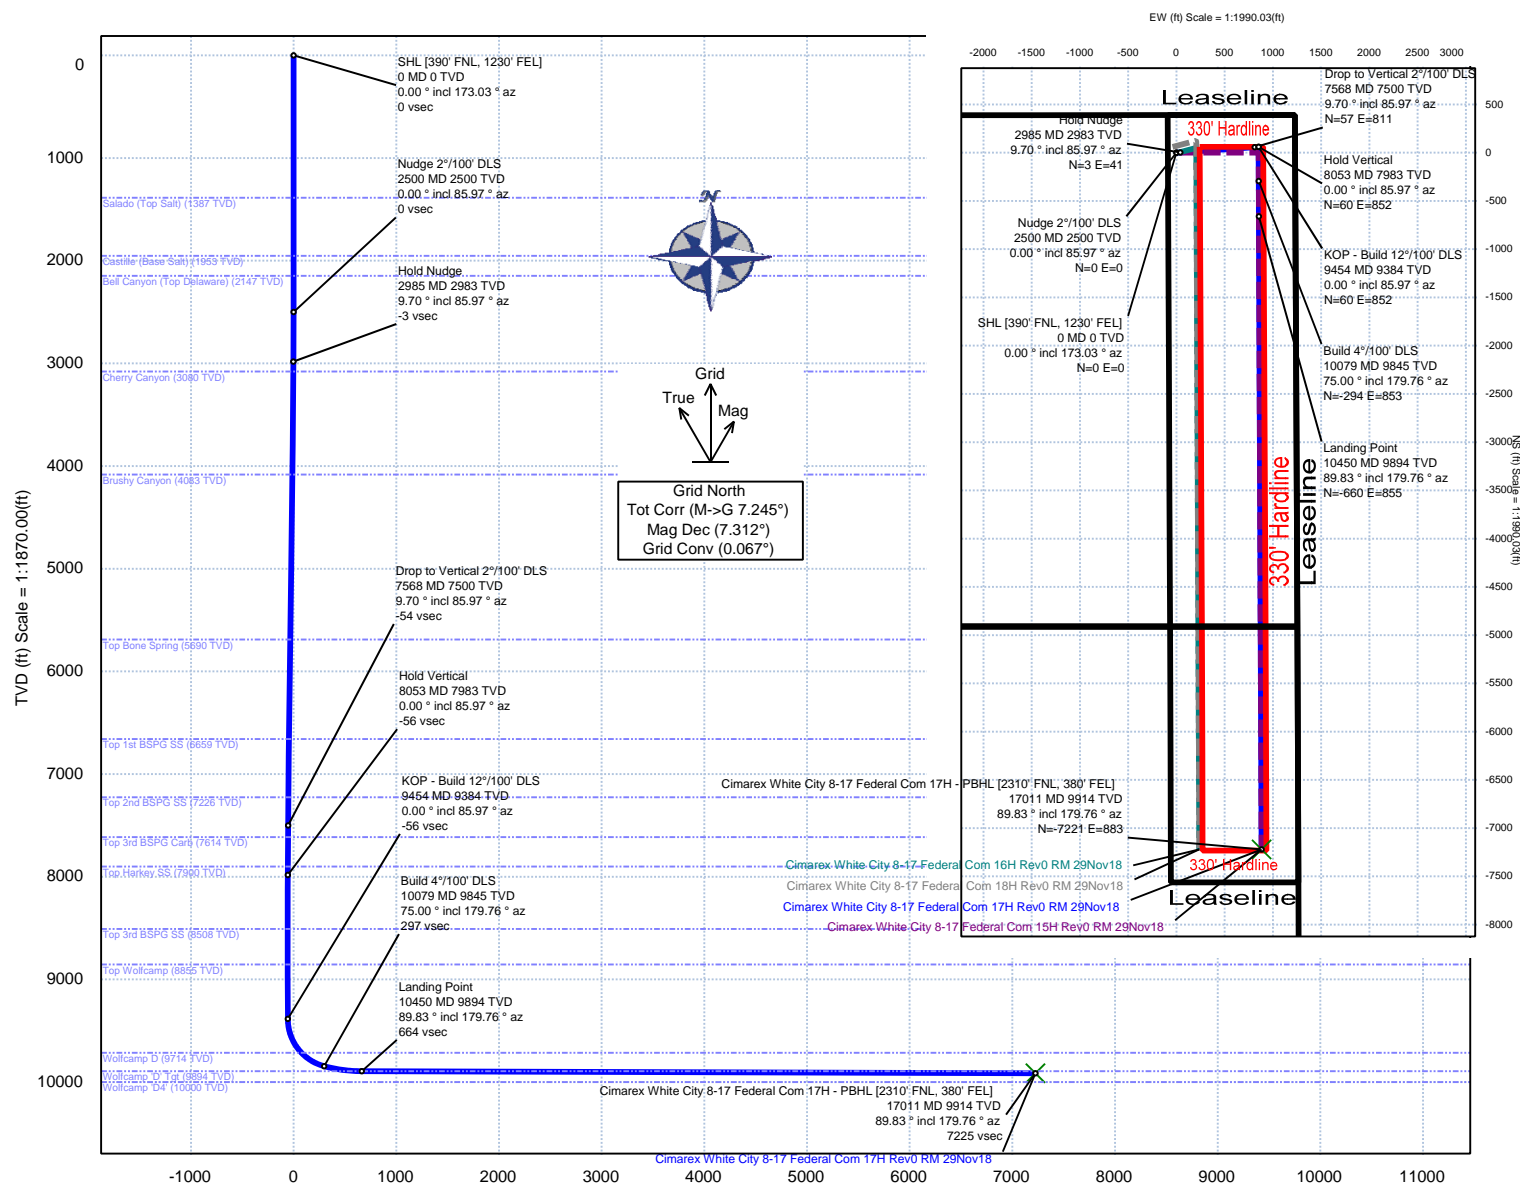 EW (ft) Scale = 1:1990.03(ft)
-2000 -1000 -1000 -500 0 500 1000 1500 2000 2500 3000
0
1000
2000
3000
4000
5000
6000
7000
8000
9000
10000
TVD (ft) Scale = 1:1870.00(ft)
SHL [390' FNL, 1230' FEL]
0 MD 0 TVD
0.00 ° incl 173.03 ° az
0 vsec
Nudge 2°/100' DLS
2500 MD 2500 TVD
0.00 ° incl 85.97 ° az
0 vsec
Hold Nudge
2985 MD 2983 TVD
9.70 ° incl 85.97 ° az
-3 vsec
Drop to Vertical 2°/100' DLS
7568 MD 7500 TVD
9.70 ° incl 85.97 ° az
-54 vsec
Hold Vertical
8053 MD 7983 TVD
0.00 ° incl 85.97 ° az
-56 vsec
KOP - Build 12°/100' DLS
9454 MD 9384 TVD
0.00 ° incl 85.97 ° az
-56 vsec
Build 4°/100' DLS
10079 MD 9845 TVD
75.00 ° incl 179.76 ° az
297 vsec
Landing Point
10450 MD 9894 TVD
89.83 ° incl 179.76 ° az
664 vsec
Cimarex White City 8-17 Federal Com 17H - PBHL [2310' FNL, 380' FEL]
17011 MD 9914 TVD
89.83 ° incl 179.76 ° az
7225 vsec
Cimarex White City 8-17 Federal Com 17H Rev0 RM 29Nov18
Salado (Top Salt) (1387 TVD)
Castille (Base Salt) (1953 TVD)
Bell Canyon (Top Delaware) (2147 TVD)
Cherry Canyon (3080 TVD)
Brushy Canyon (4083 TVD)
Top Bone Spring (5690 TVD)
Top 1st BSPG SS (6659 TVD)
Top 2nd BSPG SS (7226 TVD)
Top 3rd BSPG Carb (7614 TVD)
Top Harkey SS (7900 TVD)
Top 3rd BSPG SS (8508 TVD)
Top Wolfcamp (8855 TVD)
Wolfcamp D (9714 TVD)
Wolfcamp 'D' Tgt (9894 TVD)
Wolfcamp 'D4' (10000 TVD)
-1000 0 1000 2000 3000 4000 5000 6000 7000 8000 9000 10000 11000
N
Grid
True
Mag
Grid North
Tot Corr (M->G 7.245°)
Mag Dec (7.312°)
Grid Conv (0.067°)
Leaseline
330' Hardline
Hold Nudge
2985 MD 2983 TVD
9.70 ° incl 85.97 ° az
N=3 E=41
Nudge 2°/100' DLS
2500 MD 2500 TVD
0.00 ° incl 85.97 ° az
N=0 E=0
SHL [390' FNL, 1230' FEL]
0 MD 0 TVD
0.00 ° incl 173.03 ° az
N=0 E=0
Drop to Vertical 2°/100' DLS
7568 MD 7500 TVD
9.70 ° incl 85.97 ° az
N=57 E=811
Hold Vertical
8053 MD 7983 TVD
0.00 ° incl 85.97 ° az
N=60 E=852
KOP - Build 12°/100' DLS
9454 MD 9384 TVD
0.00 ° incl 85.97 ° az
N=60 E=852
Build 4°/100' DLS
10079 MD 9845 TVD
75.00 ° incl 179.76 ° az
N=-294 E=853
Landing Point
10450 MD 9894 TVD
89.83 ° incl 179.76 ° az
N=-660 E=855
330' Hardline
Leaseline
500
0
-500
-1000
-1500
-2000
-2500
-3000
-3500
-4000
-4500
-5000
-5500
-6000
-6500
-7000
-7500
-8000
NS (ft) Scale = 1:1990.03(ft)
Cimarex White City 8-17 Federal Com 17H - PBHL [2310' FNL, 380' FEL]
17011 MD 9914 TVD
89.83 ° incl 179.76 ° az
N=-7221 E=883
Cimarex White City 8-17 Federal Com 16H Rev0 RM 29Nov18
330' Hardline
Cimarex White City 8-17 Federal Com 18H Rev0 RM 29Nov18
Leaseline
Cimarex White City 8-17 Federal Com 17H Rev0 RM 29Nov18
Cimarex White City 8-17 Federal Com 15H Rev0 RM 29Nov18